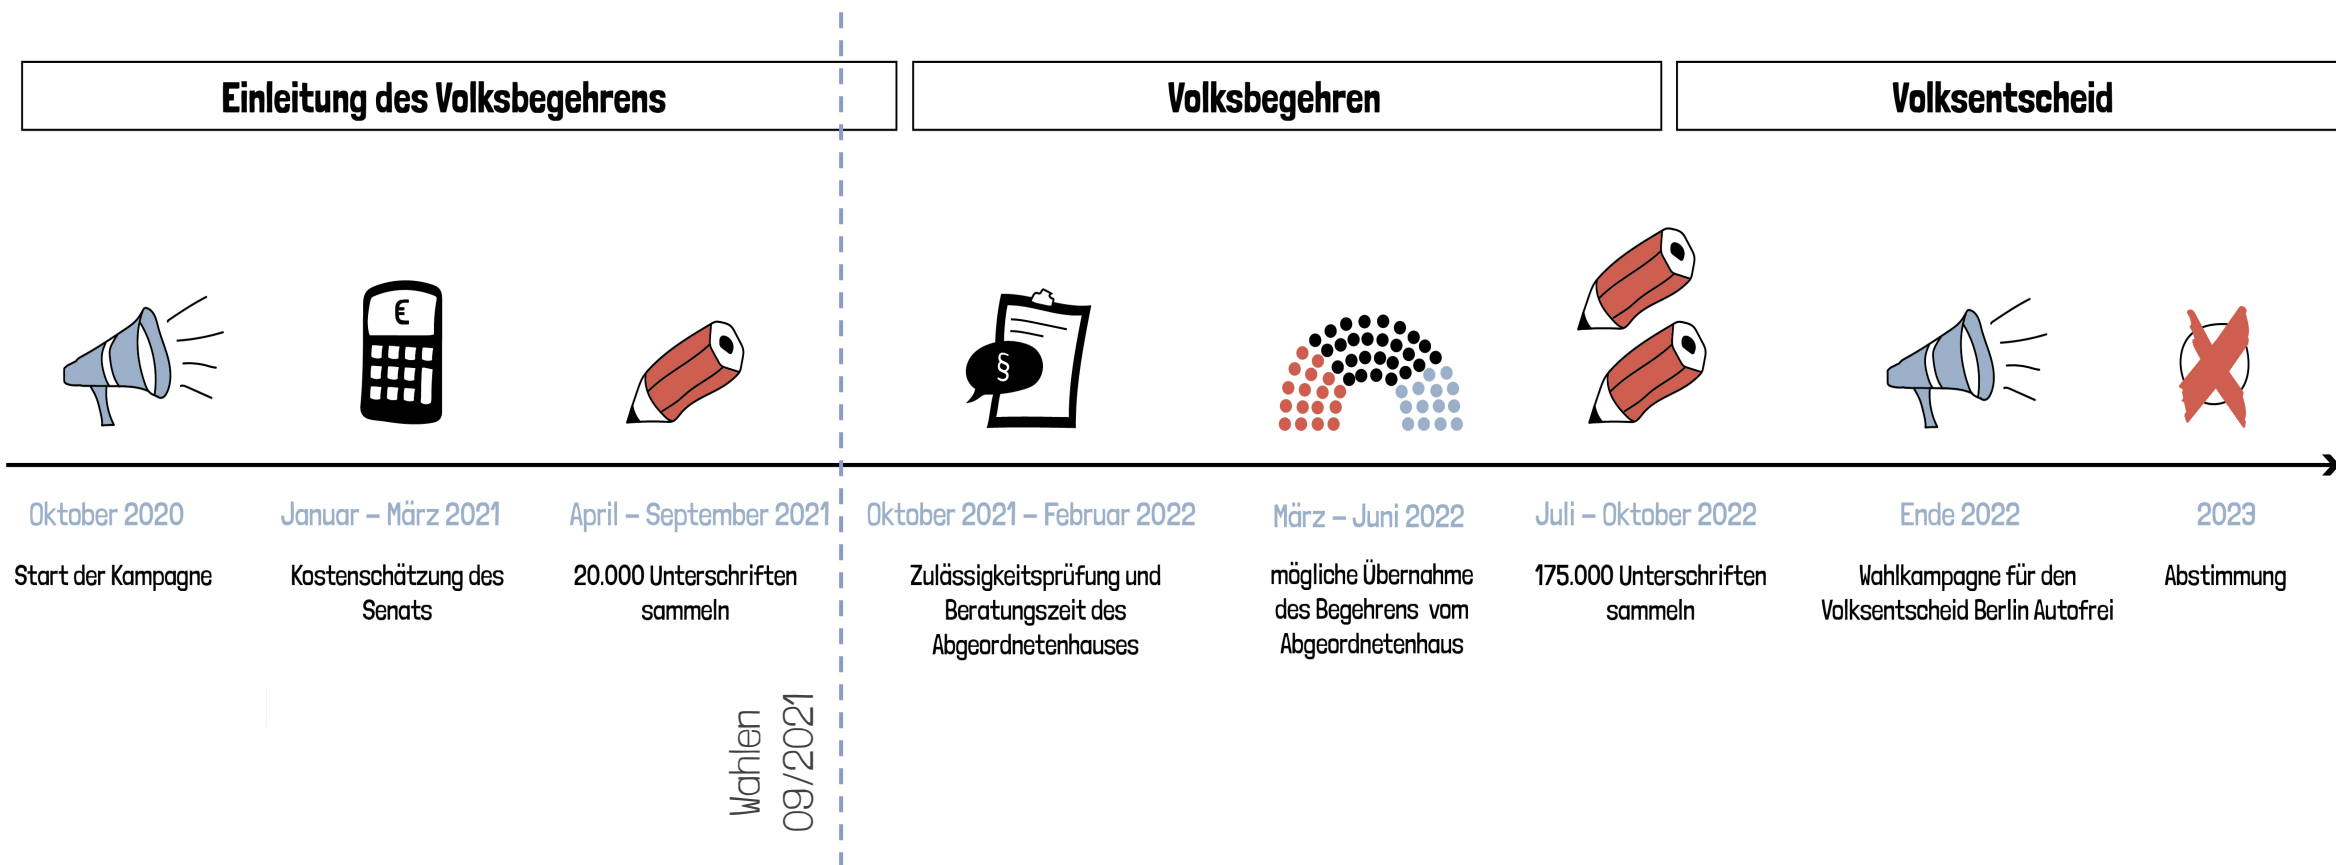 Einleitung des Volksbegehrens
Volksbegehren
Volksentscheid
€
§
Oktober 2020
Januar – März 2021
April – September 2021
Oktober 2021 – Februar 2022
März – Juni 2022
Juli – Oktober 2022
Ende 2022
2023
Start der Kampagne
Kostenschätzung des
Senats
20.000 Unterschriften
sammeln
Zulässigkeitsprüfung und
Beratungszeit des
Abgeordnetenhauses
mögliche Übernahme
des Begehrens vom
Abgeordnetenhaus
175.000 Unterschriften
sammeln
Wahlkampagne für den
Volksentscheid Berlin Autofrei
Abstimmung
Wahlen
09/2021